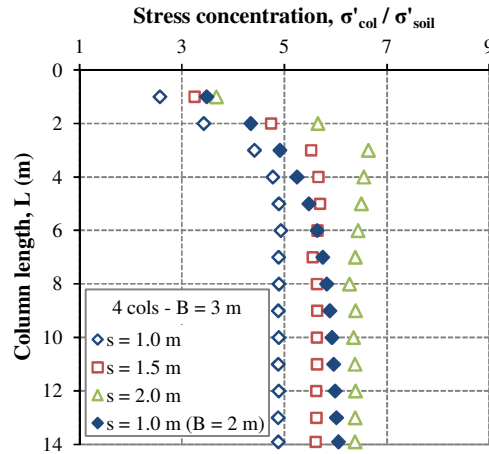 Stress concentration, σ'col / σ'soil
1 3 5 7 9
0
2
4
6
8
10
12
14
Column length, L (m)
4 cols - B = 3 m
s = 1.0 m
s = 1.5 m
s = 2.0 m
s = 1.0 m (B = 2 m)